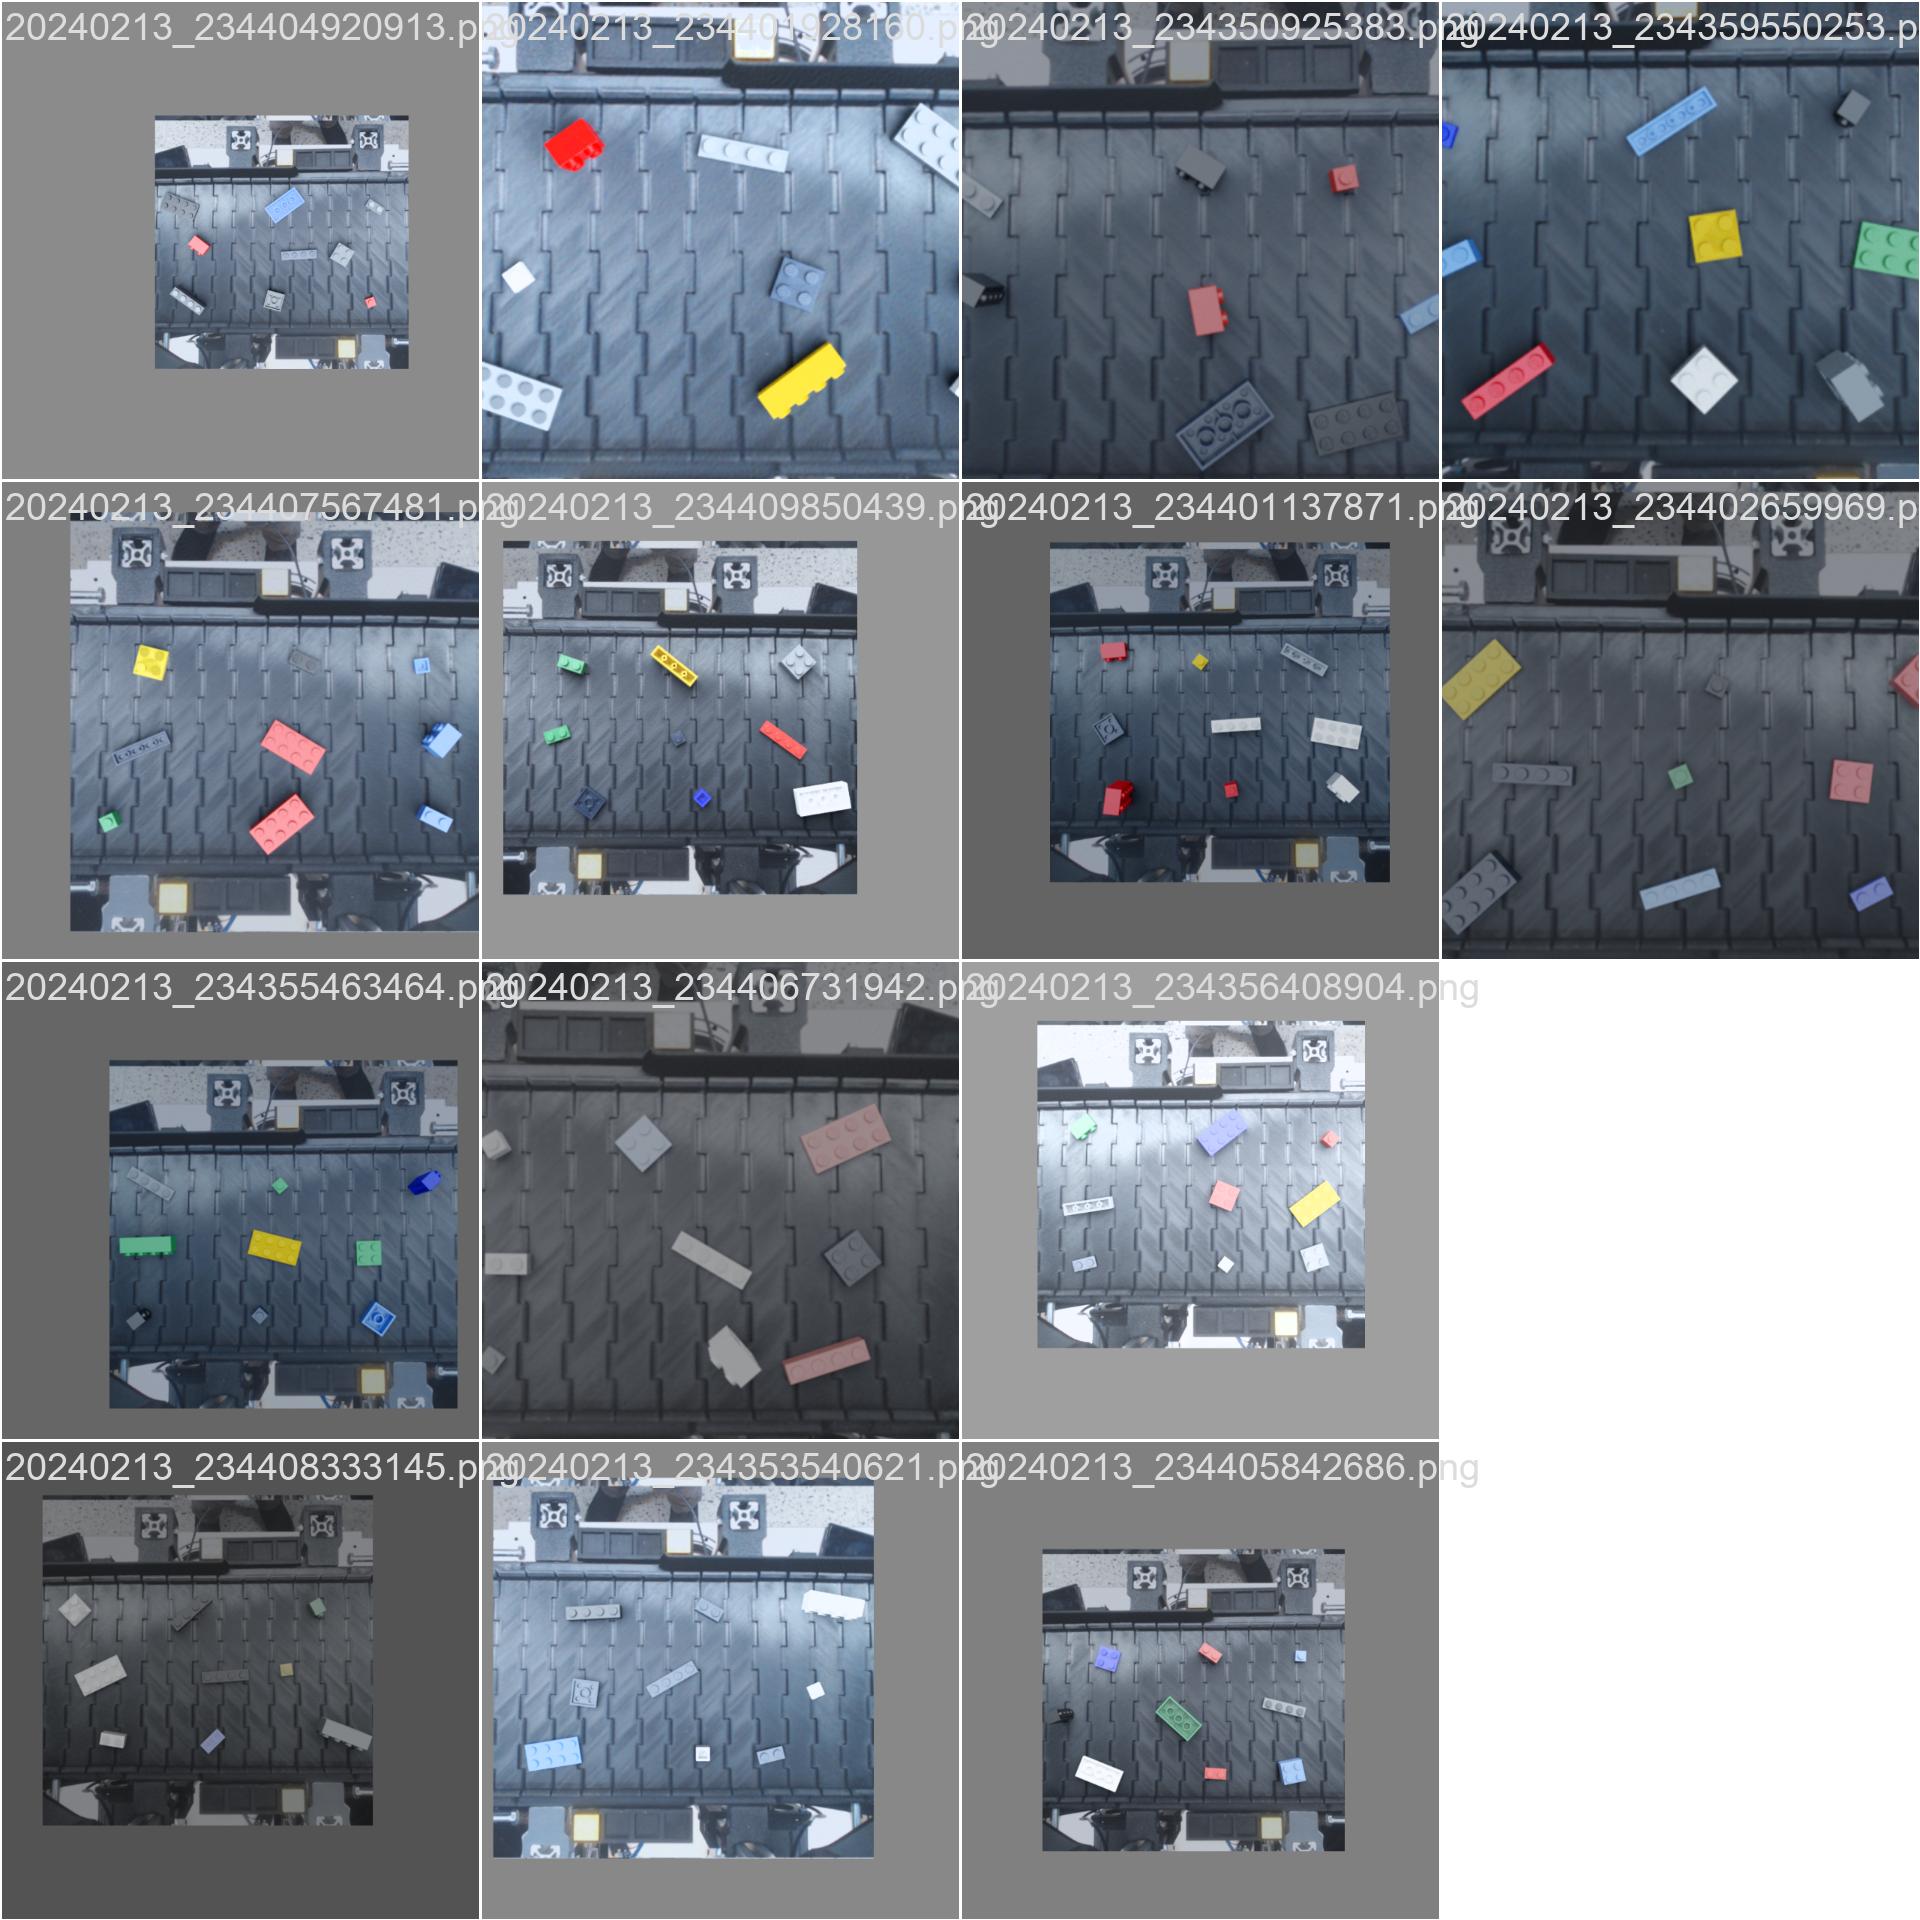 20240213_234404920913.png
20240213_234401928160.png
20240213_234350925383.png
20240213_234359550253.p
20240213_234407567481.png
20240213_234409850439.png
20240213_234401137871.png
20240213_234402659969.p
20240213_234355463464.png
20240213_234406731942.png
20240213_234356408904.png
20240213_234408333145.png
20240213_234353540621.png
20240213_234405842686.png